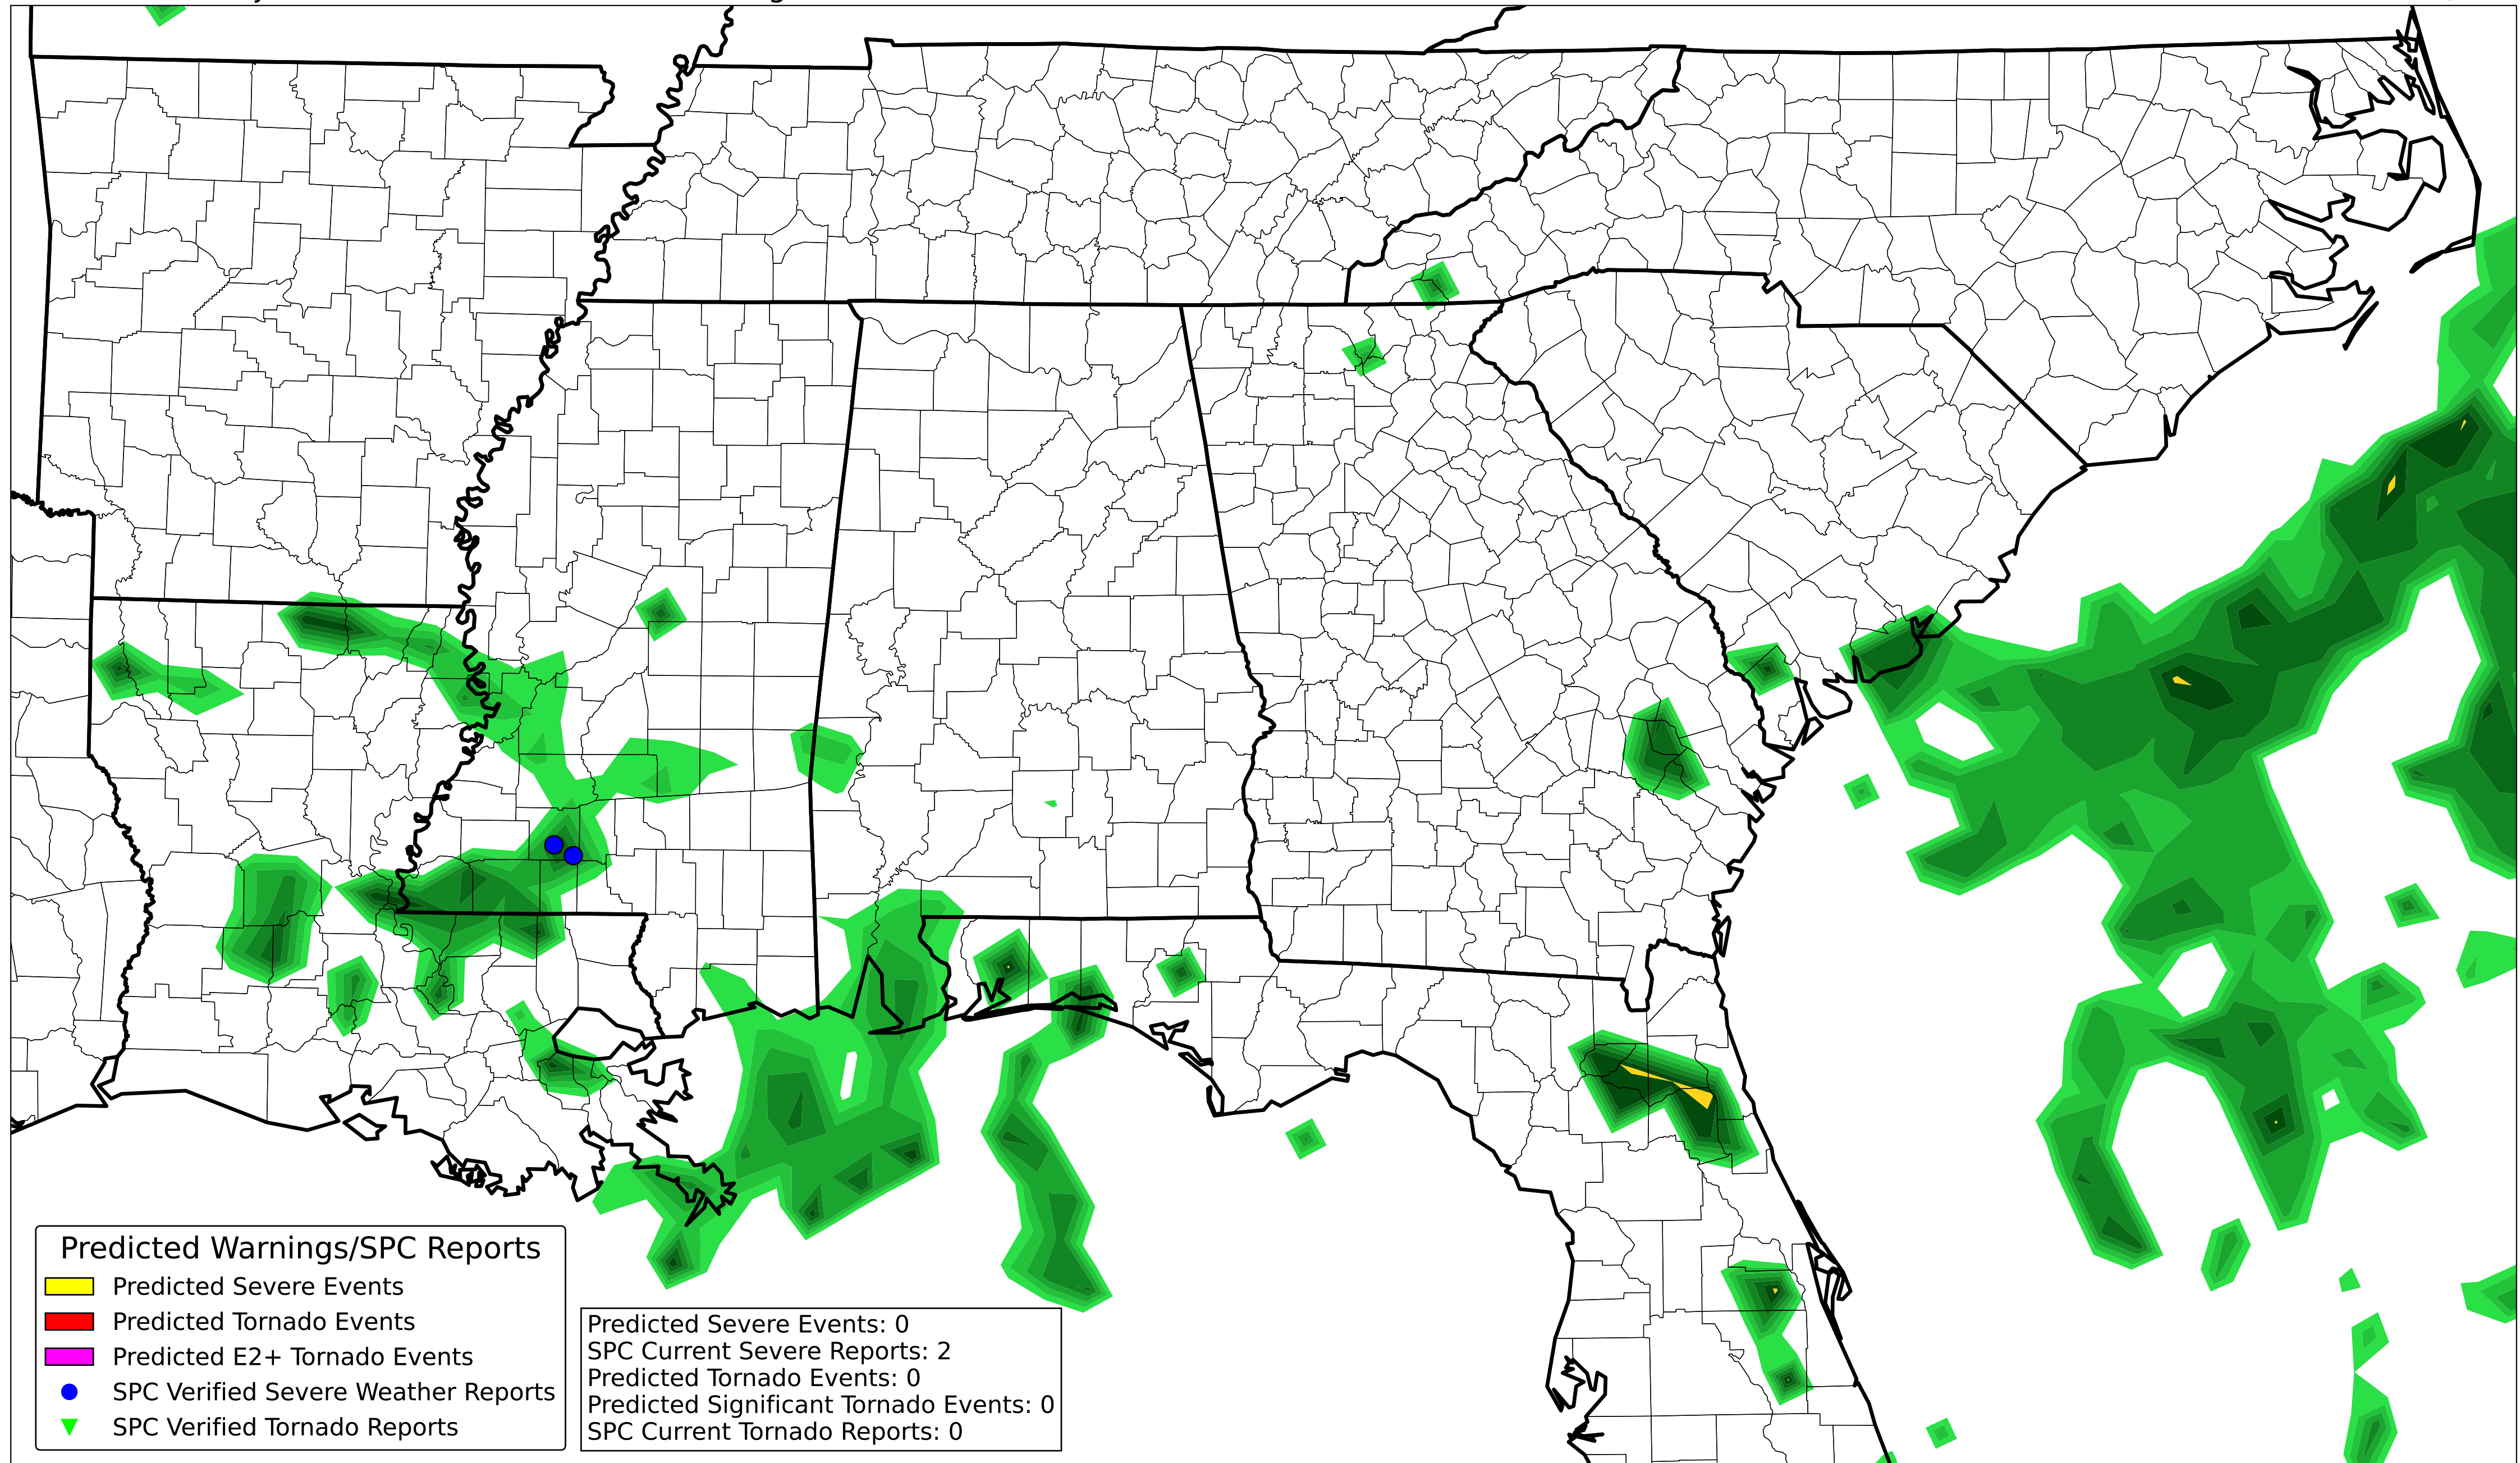 Predicted Warnings/SPC Reports
Predicted Severe Events
Predicted Tornado Events
Predicted E2+ Tornado Events
SPC Verified Severe Weather Reports
SPC Verified Tornado Reports
Predicted Severe Events: 0
SPC Current Severe Reports: 2
Predicted Tornado Events: 0
Predicted Significant Tornado Events: 0
SPC Current Tornado Reports: 0